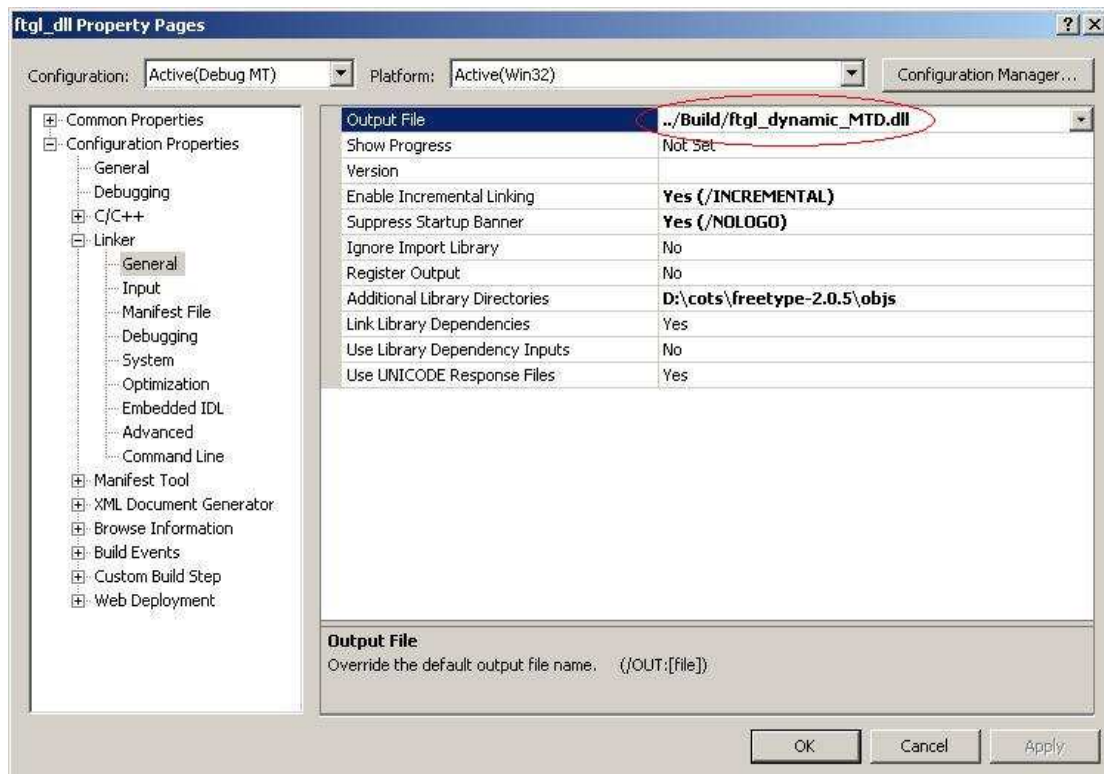 ftgl_dll Property Pages
Configuration: Active(Debug MT) Platform: Active(Win32) Configuration Manager...
Common Properties
Configuration Properties
General
Debugging
C/C++
Linker
General
Input
Manifest File
Debugging
System
Optimization
Embedded IDL
Advanced
Command Line
Manifest Tool
XML Document Generator
Browse Information
Build Events
Custom Build Step
Web Deployment
Output File ../Build/ftgl_dynamic_MTD.dll
Show Progress Not Set
Version
Enable Incremental Linking Yes (/INCREMENTAL)
Suppress Startup Banner Yes (/NOLOGO)
Ignore Import Library No
Register Output No
Additional Library Directories D:\cots\freetype-2.0.5\objs
Link Library Dependencies Yes
Use Library Dependency Inputs No
Use UNICODE Response Files Yes
Output File
Override the default output file name. (/OUT:[file])
OK Cancel Apply